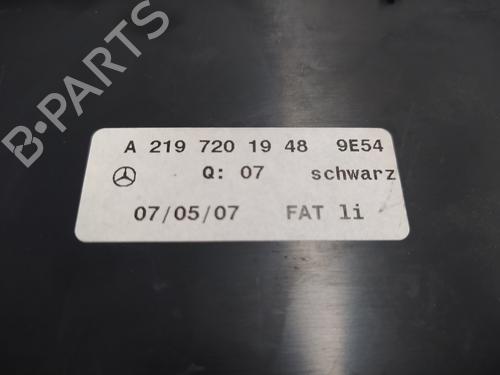 B-PARTS
A 219 720 19 48 9E54
Q: 07 schwarz
07/05/07 FAT li